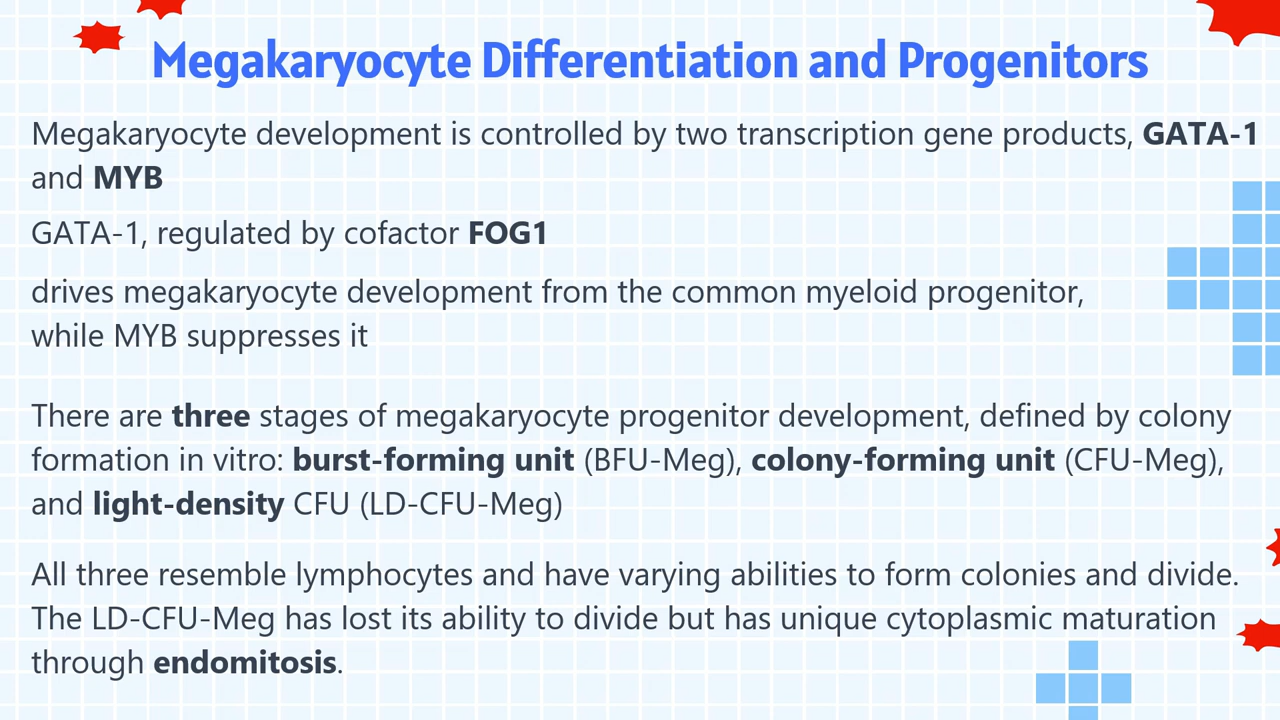 Megakaryocyte Differentiation and Progenitors
Megakaryocyte development is controlled by two transcription gene products, GATA-1
and MYB
GATA-1, regulated by cofactor FOG1
drives megakaryocyte development from the common myeloid progenitor,
while MYB suppresses it
There are three stages of megakaryocyte progenitor development, defined by colony
formation in vitro: burst-forming unit (BFU-Meg), colony-forming unit (CFU-Meg),
and light-density CFU (LD-CFU-Meg)
All three resemble lymphocytes and have varying abilities to form colonies and divide.
The LD-CFU-Meg has lost its ability to divide but has unique cytoplasmic maturation
through endomitosis.